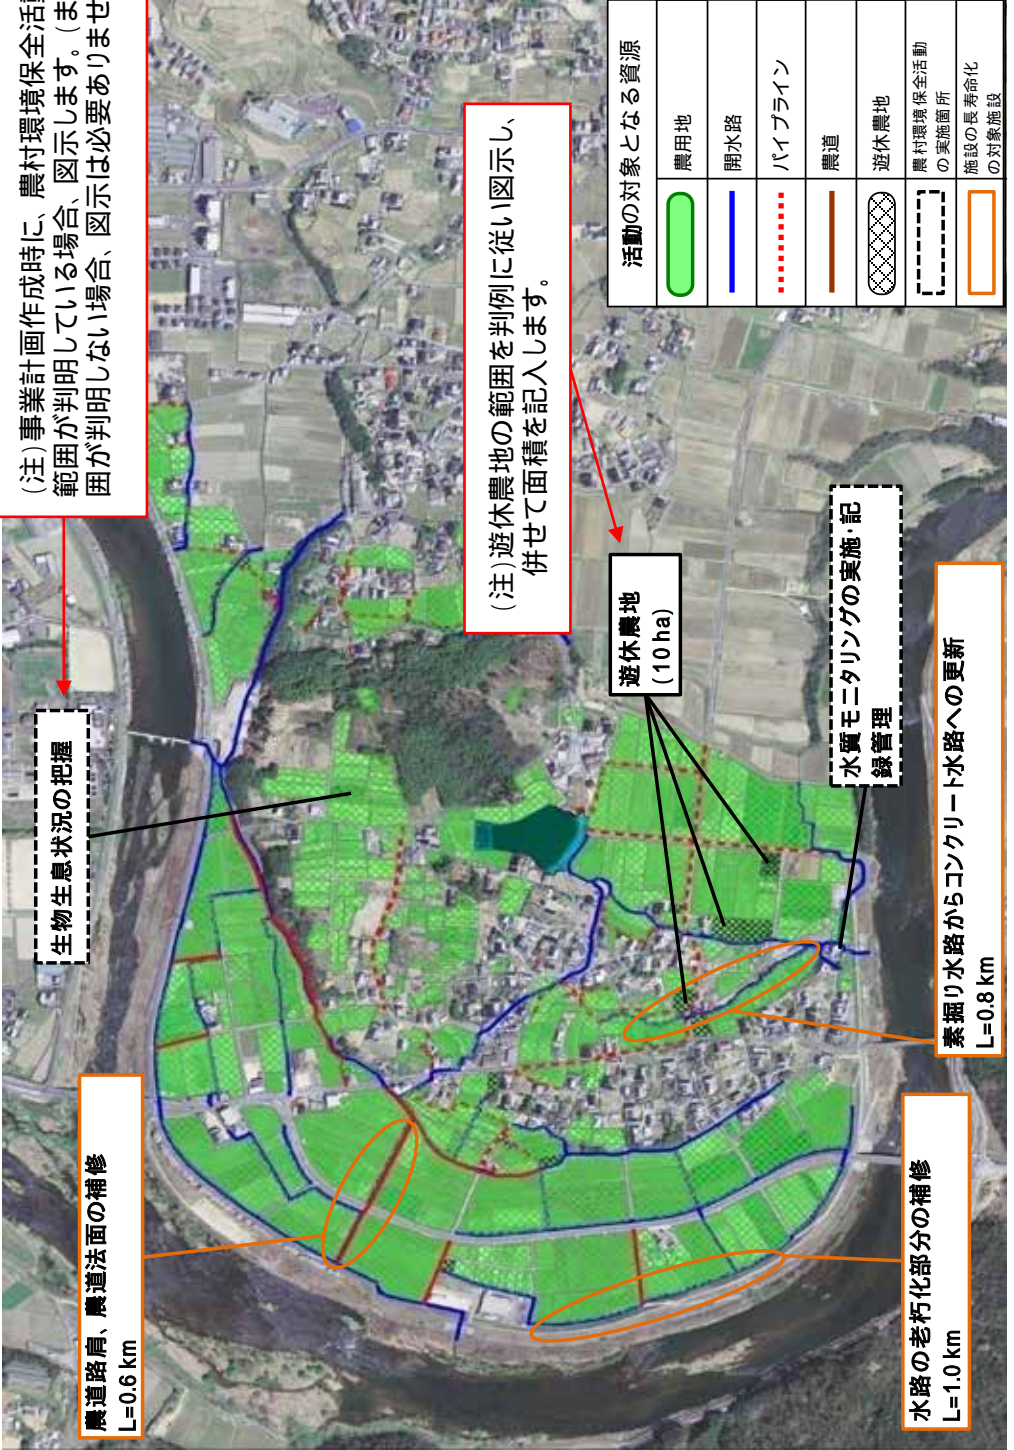 (注)事業計画作成時に、農村環境保全活動
範囲が判明している場合、図示します。(ま
囲が判明しない場合、図示は必要ありませ
生物生息状況の把握
(注)遊休農地の範囲を判例に従い図示し、
併せて面積を記入します。
活動の対象となる資源
農用地
開水路
パイプライン
農道
遊休農地
農村環境保全活動
の実施箇所
施設の長寿命化
の対象施設
遊休農地
(10 ha)
水質モニタリングの実施・記
録管理
農道路肩、農道法面の補修
L=0.6 km
水路の老朽化部分の補修
L=1.0 km
素掘り水路からコンクリート水路への更新
L=0.8 km